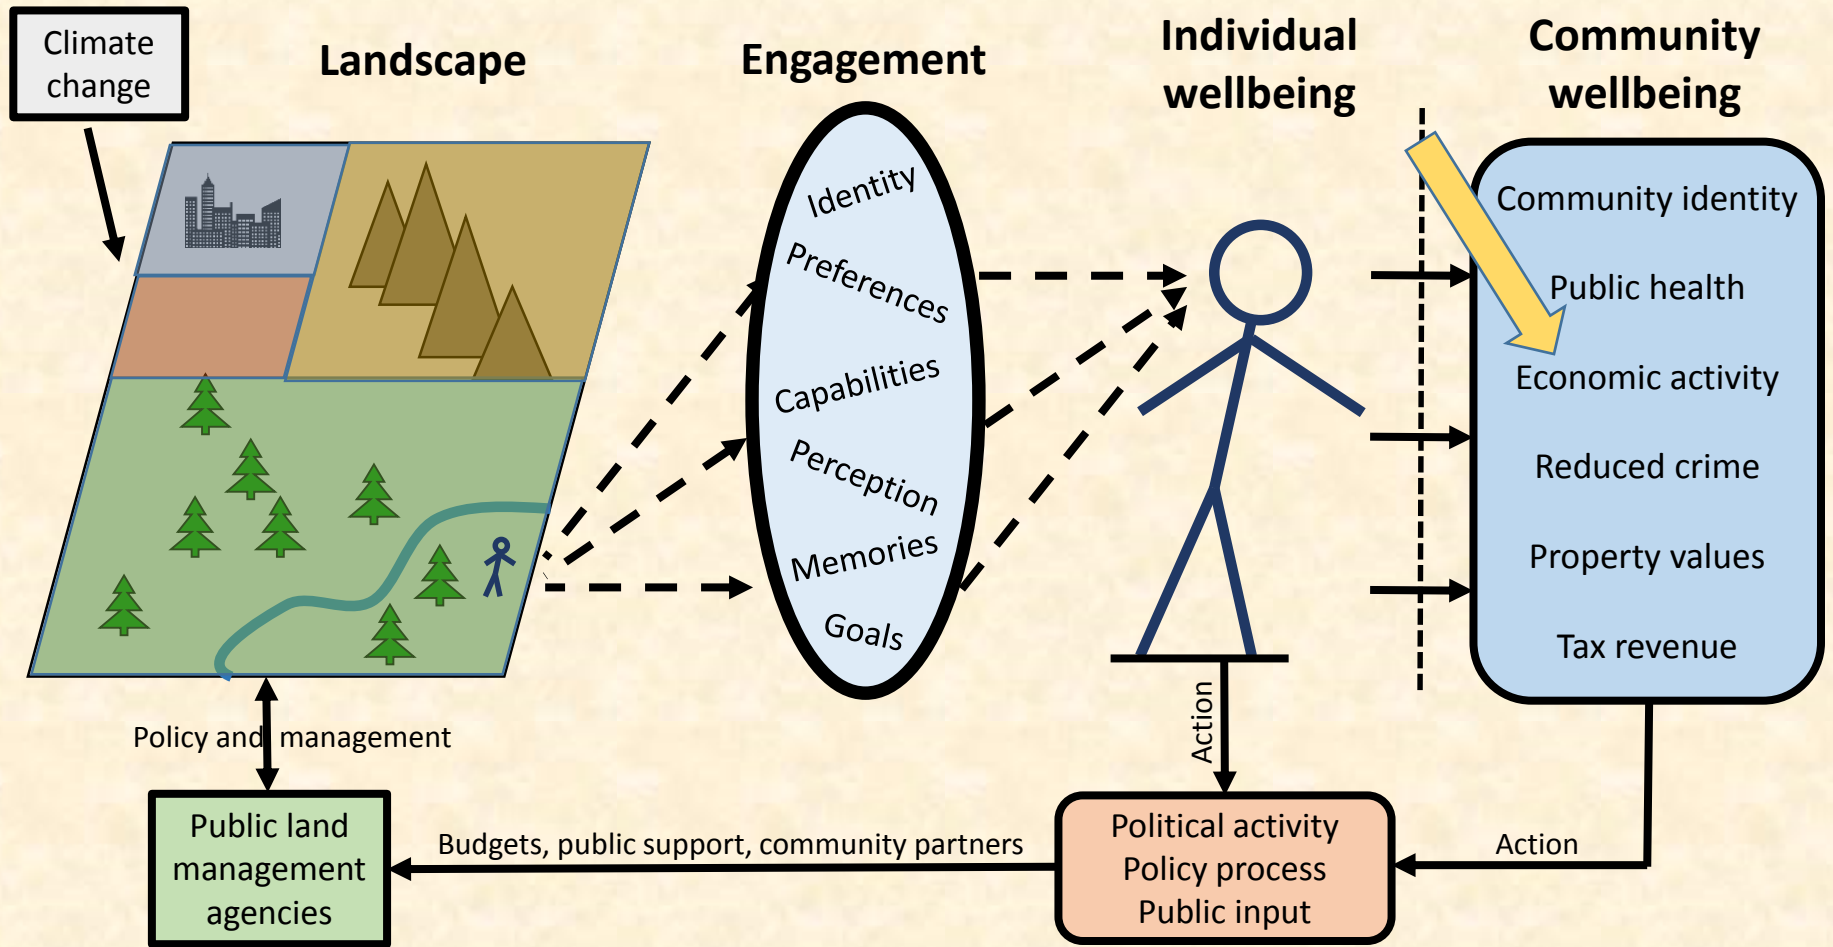 Climate
change
Landscape
Engagement
Individual
wellbeing
Community
wellbeing
Identity
Preferences
Capabilities
Perception
Memories
Goals
Community identity
Public health
Economic activity
Reduced crime
Property values
Tax revenue
Policy and management
Action
Public land
management
agencies
Budgets, public support, community partners
Political activity
Policy process
Public input
Action